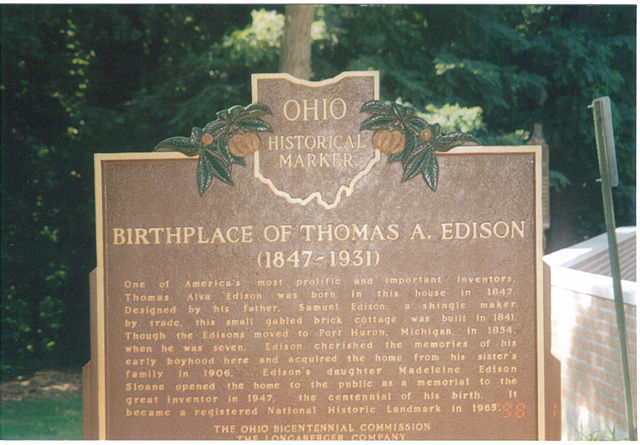 OHIO
HISTORICAL
MARKER
BIRTHPLACE OF THOMAS A. EDISON
(1847~1931)
One of America's most prolific and important inventors,
Thomas Alva Edison was born in this house in 1847.
Designed by his father, Samuel Edison, a shingle maker
by trade, this small gabled brick cottage was built in 1841.
Though the Edisons moved to Port Huron, Michigan, in 1854,
when he was seven, Edison cherished the memories of his
early boyhood here and acquired the home from his sister's
family in 1906. Edison's daughter Madeleine Edison
Sloane opened the home to the public as a memorial to the
great inventor in 1947, the centennial of his birth. It
became a registered National Historic Landmark in 1965.
THE OHIO BICENTENNIAL COMMISSION
THE LONGABERGER COMPANY